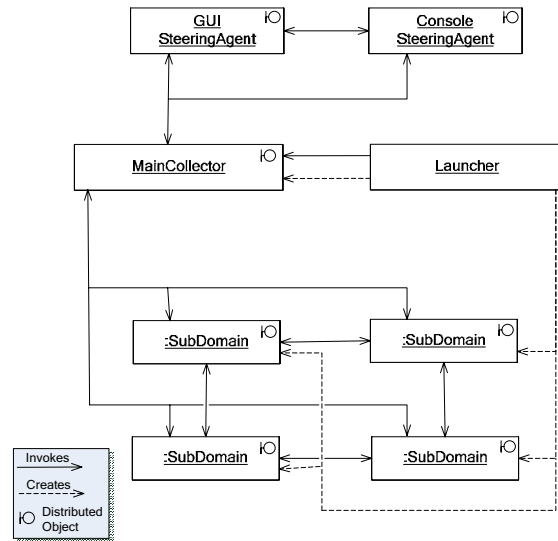 GUI
SteeringAgent
Console
SteeringAgent
MainCollector
Launcher
:SubDomain
:SubDomain
:SubDomain
:SubDomain
Invokes
Creates
Distributed
Object